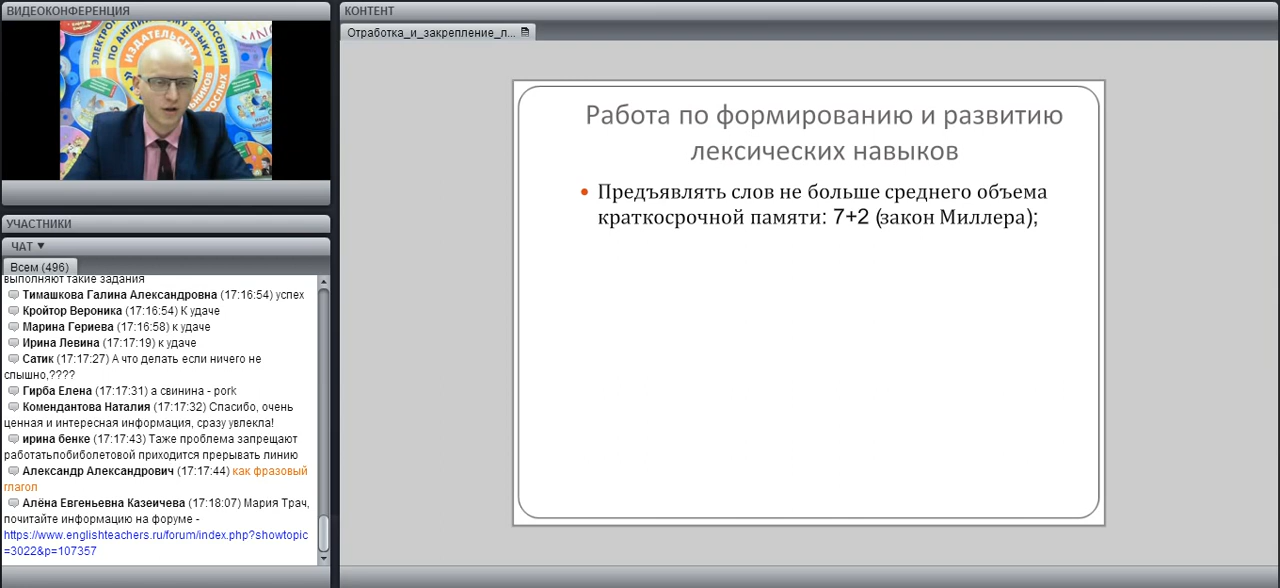 ВИДЕОКОНФЕРЕНЦИЯ
ЭЛЕКТРОН
ПО АНГЛИЙСКОМУ ЯЗЫКУ
ПОСОБИЯ
ИЗДАТЕЛЬСТВА
УЧАСТНИКИ
ЧАТ
Всем (496)
выполняют такие задания
Тимашкова Галина Александровна (17:16:54) успех
Кройтор Вероника (17:16:54) К удаче
Марина Гериева (17:16:58) к удаче
Ирина Левина (17:17:19) к удаче
Сатик (17:17:27) А что делать если ничего не
слышно,????
Гирба Елена (17:17:31) а свинина - pork
Комендантова Наталия (17:17:32) Спасибо, очень
ценная и интересная информация, сразу увлекла!
ирина бенке (17:17:43) Таже проблема запрещают
работатьпобиболетовой приходится прерывать линию
Александр Александрович (17:17:44) как фразовый
глагол
Алёна Евгеньевна Казеичева (17:18:07) Мария Трач,
почитайте информацию на форуме -
https://www.englishteachers.ru/forum/index.php?showtopic
=3022&p=107357
КОНТЕНТ
Отработка_и_закрепление_л...
Работа по формированию и развитию
лексических навыков
• Предъявлять слов не больше среднего объема
краткосрочной памяти: 7+2 (закон Миллера);